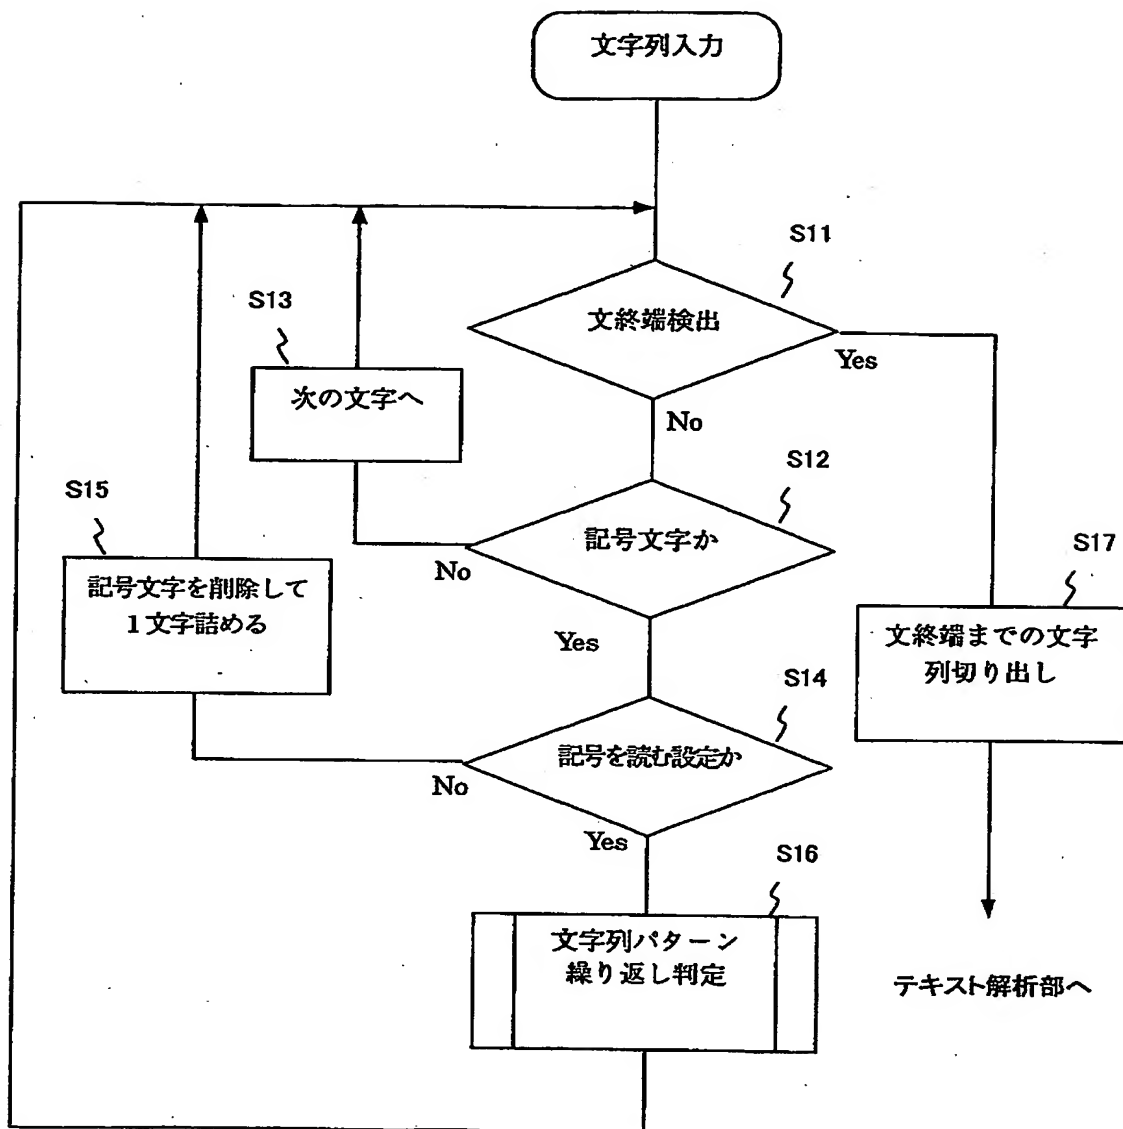 文字列入力
S11
文終端検出
Yes
No
S13
次の文字へ
S12
記号文字か
No
Yes
S15
記号文字を削除して
1文字詰める
S17
文終端までの文字
列切り出し
S14
記号を読む設定か
No
Yes
S16
文字列パターン
繰り返し判定
テキスト解析部へ